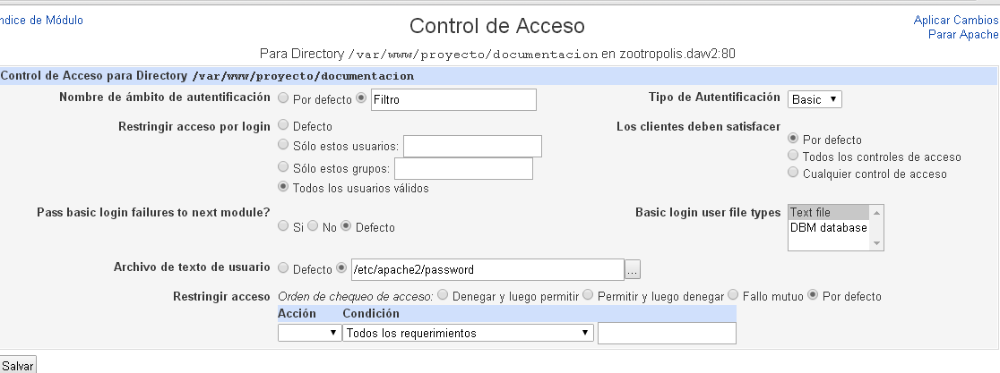 ndice de Módulo
Control de Acceso
Aplicar Cambios
Parar Apache
Para Directory /var/www/proyecto/documentacion en zootropolis.daw2:80
Control de Acceso para Directory /var/www/proyecto/documentacion
Nombre de ámbito de autentificación Por defecto Filtro Tipo de Autentificación Basic
Restringir acceso por login Defecto Los clientes deben satisfacer
Por defecto
Sólo estos usuarios:
Todos los controles de acceso
Sólo estos grupos:
Cualquier control de acceso
Todos los usuarios válidos
Pass basic login failures to next module? Si No Defecto Basic login user file types Text file
DBM database
Archivo de texto de usuario Defecto /etc/apache2/password ...
Restringir acceso Orden de chequeo de acceso: Denegar y luego permitir Permitir y luego denegar Fallo mutuo Por defecto
Acción Condición
Todos los requerimientos
Salvar